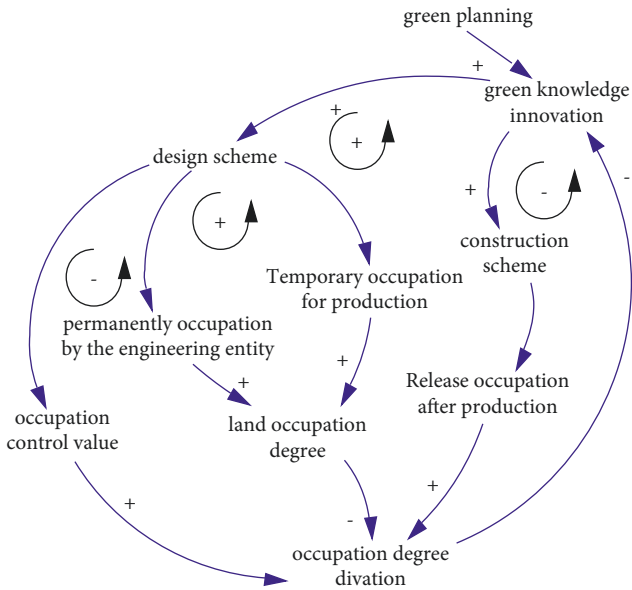 green planning
+
green knowledge
innovation
+
+
-
design scheme
+
-
+
construction
scheme
-
Temporary occupation
for production
permanently occupation
by the engineering entity
+
+
Release occupation
after production
occupation
control value
land occupation
degree
+
+
-
occupation degree
divation